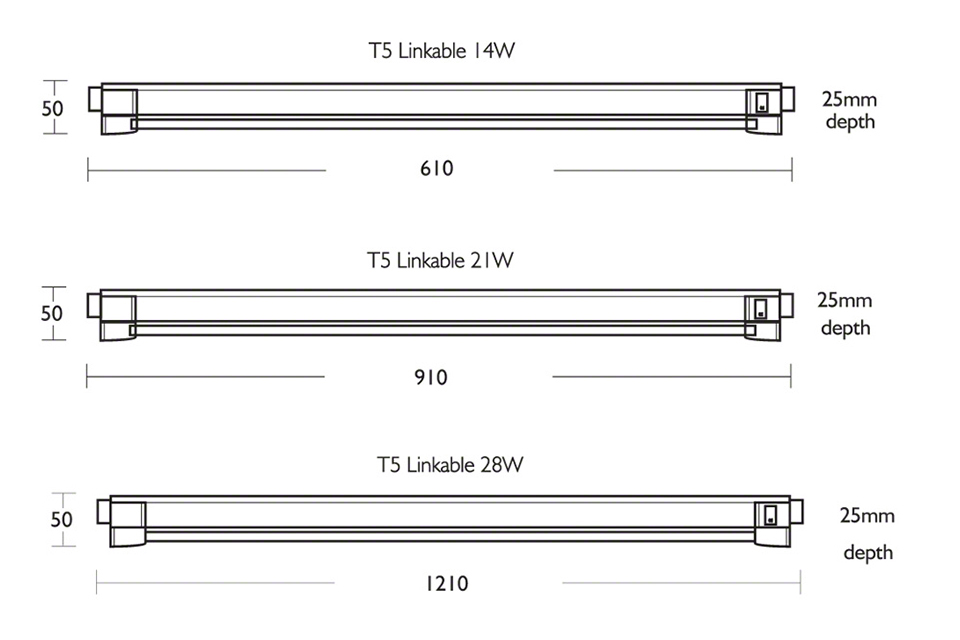 T5 Linkable 14W
50
25mm
depth
610
T5 Linkable 21W
50
25mm
depth
910
T5 Linkable 28W
50
25mm
depth
1210